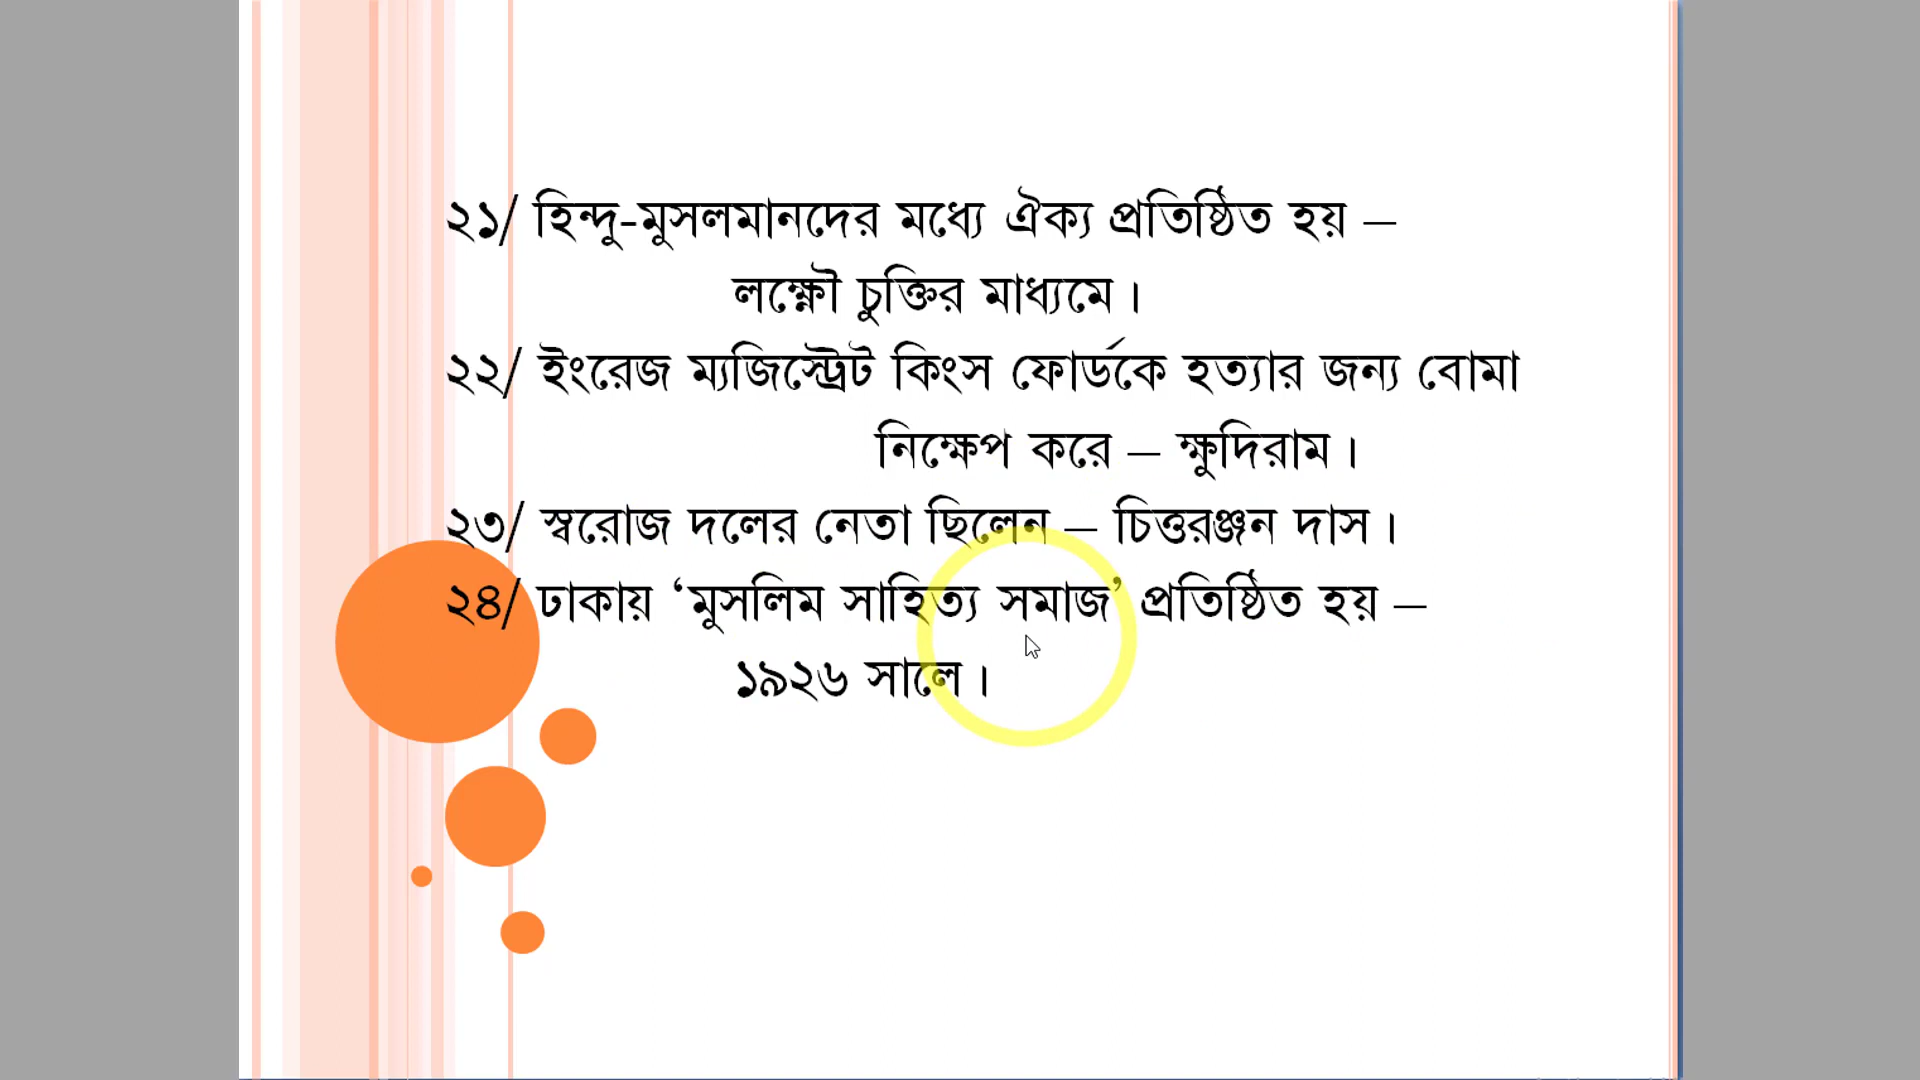 ২১/ হিন্দু-মুসলমানদের মধ্যে ঐক্য প্রতিষ্ঠিত হয় –
লক্ষ্ণৌ চুক্তির মাধ্যমে।
২২/ ইংরেজ ম্যজিস্ট্রেট কিংস ফোর্ডকে হত্যার জন্য বোমা
নিক্ষেপ করে – ক্ষুদিরাম।
২৩/ স্বরোজ দলের নেতা ছিলেন – চিত্তরঞ্জন দাস।
২৪/ ঢাকায় ‘মুসলিম সাহিত্য সমাজ’ প্রতিষ্ঠিত হয় –
১৯২৬ সালে।